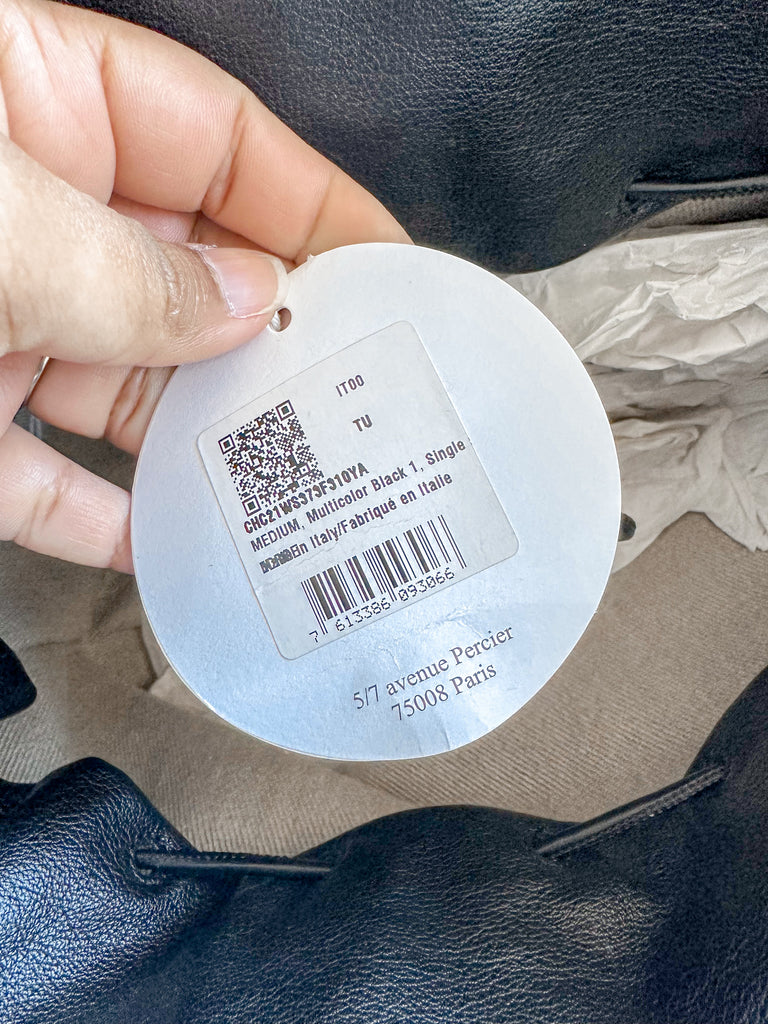 IT00
TU
CHC21WS373F310YA
MEDIUM, Multicolor Black 1, Single
En Italy/Fabriqué en Italie
7 613386 093066
5/7 avenue Percier
75008 Paris